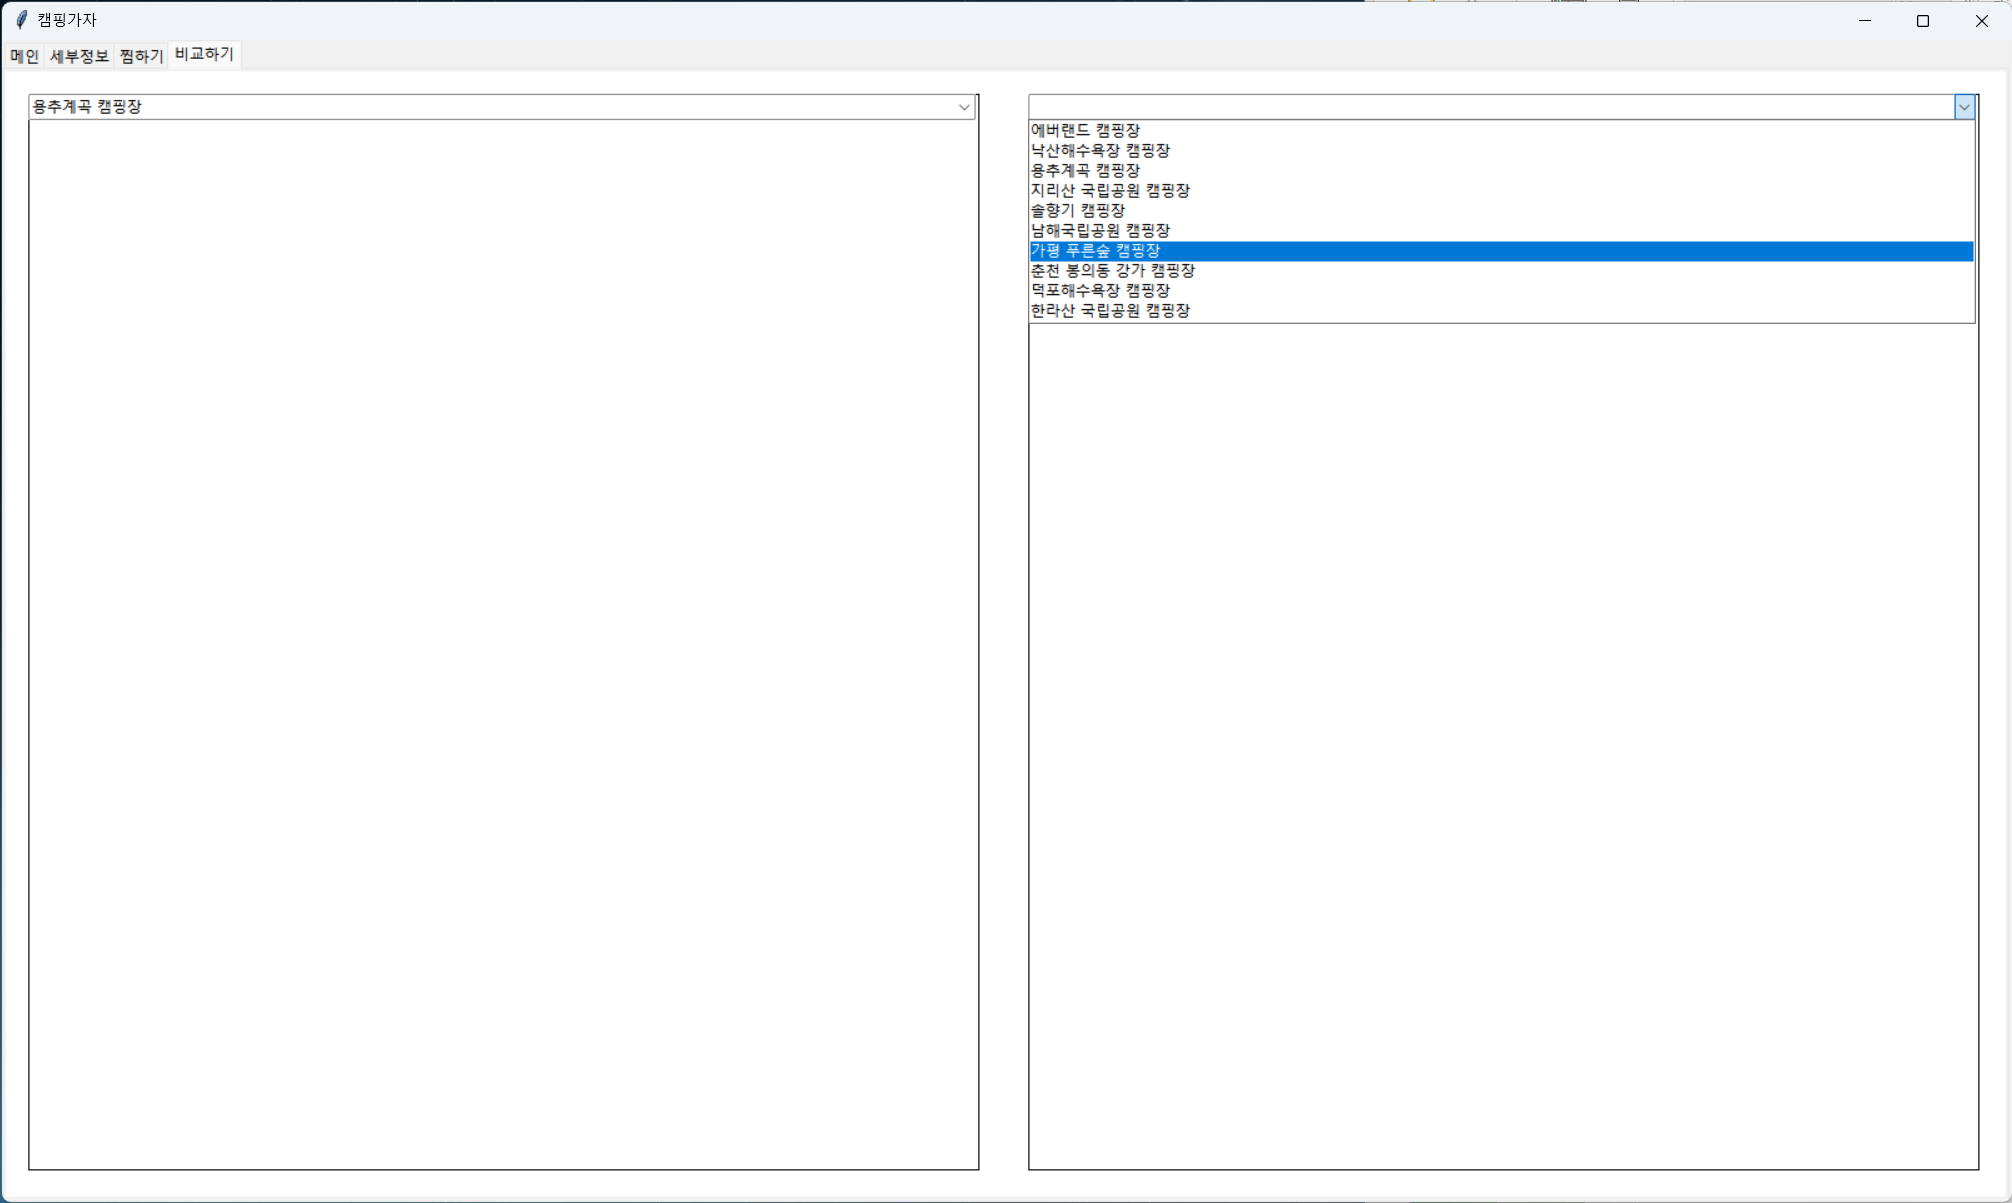 캠핑가자
메인 세부정보 찜하기 비교하기
용추계곡 캠핑장
에버랜드 캠핑장
낙산해수욕장 캠핑장
용추계곡 캠핑장
지리산 국립공원 캠핑장
솔향기 캠핑장
남해국립공원 캠핑장
가평 푸른숲 캠핑장
춘천 봉의동 강가 캠핑장
덕포해수욕장 캠핑장
한라산 국립공원 캠핑장